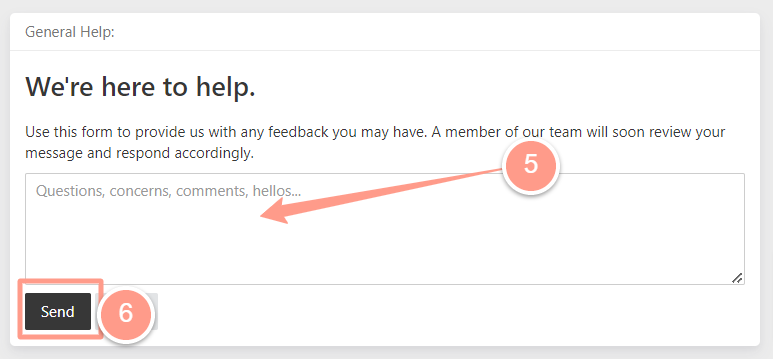 General Help:
We're here to help.
Use this form to provide us with any feedback you may have. A member of our team will soon review your
message and respond accordingly.
5
Questions, concerns, comments, hellos...
Send
6